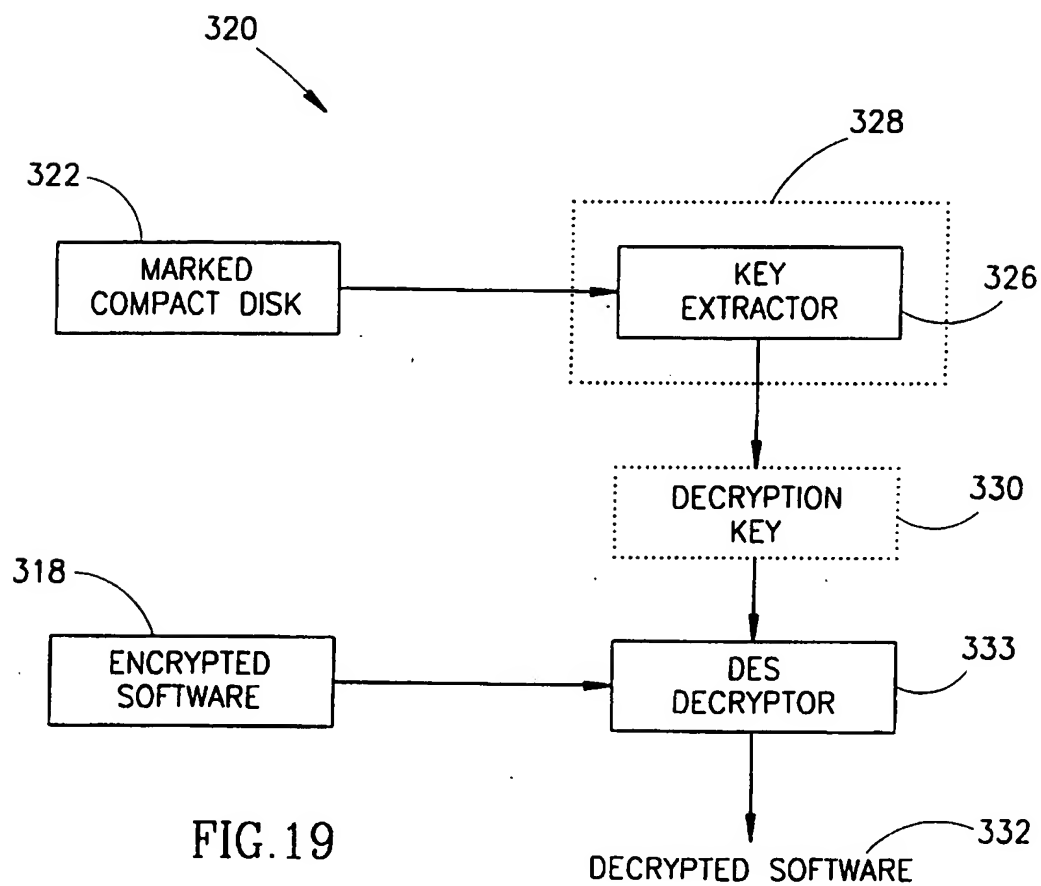 320
328
322
MARKED
COMPACT DISK
KEY
EXTRACTOR
326
DECRYPTION
KEY
330
318
ENCRYPTED
SOFTWARE
DES
DECRYPTOR
333
FIG.19
DECRYPTED SOFTWARE
332